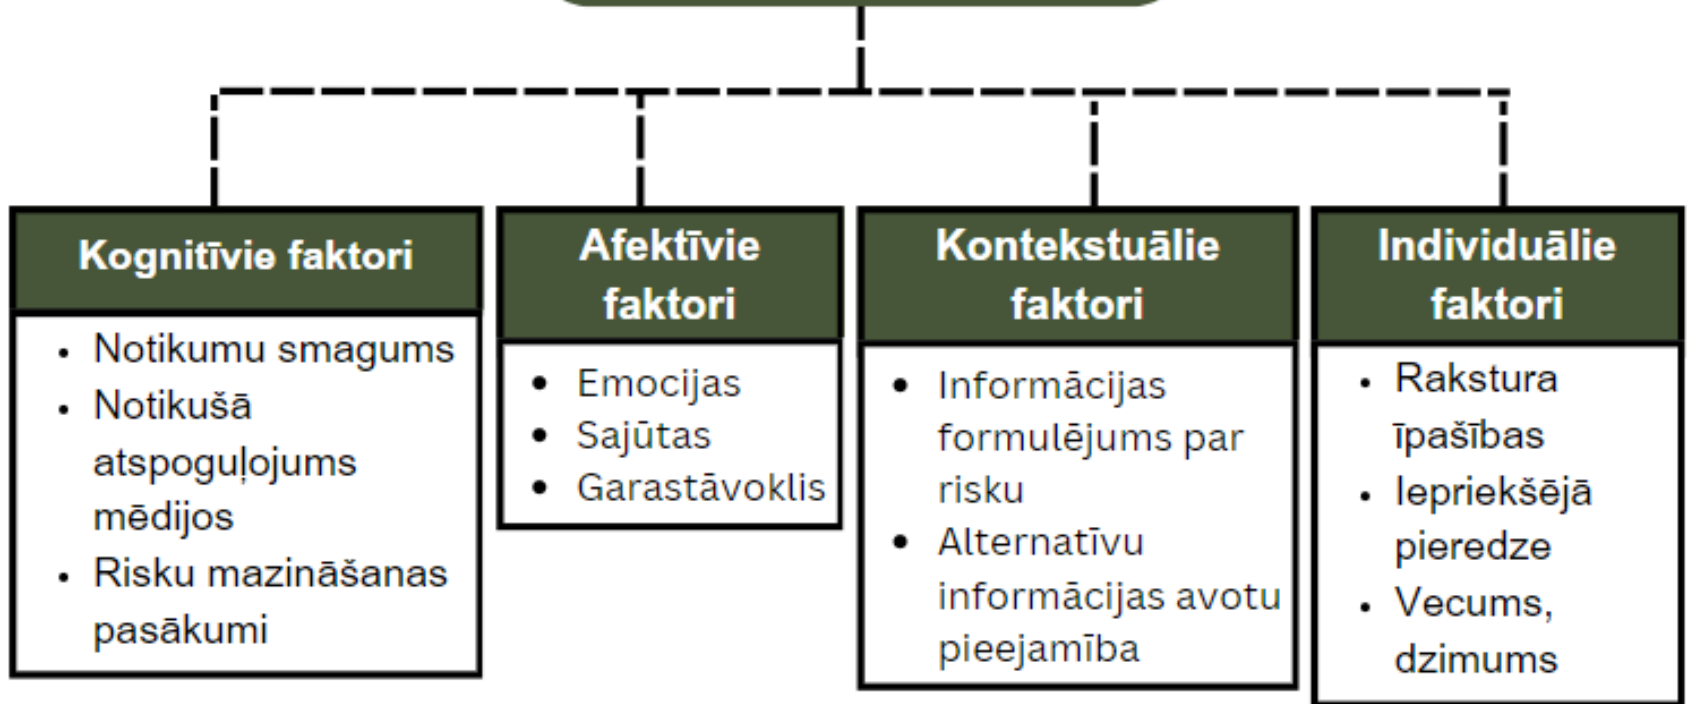 Kognitīvie faktori
Notikumu smagums
Notikušā
atspoguļojums
mēdijos
Risku mazināšanas
pasākumi
Afektīvie
faktori
Emocijas
Sajūtas
Garastāvoklis
Kontekstuālie
faktori
Informācijas
formulējums par
risku
Alternatīvu
informācijas avotu
pieejamība
Individuālie
faktori
Rakstura
īpašības
Iepriekšējā
pieredze
Vecums,
dzimums